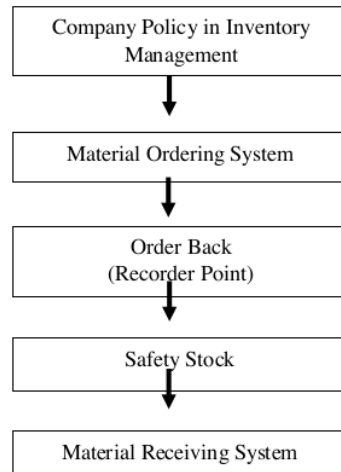 Company Policy in Inventory
Management
Material Ordering System
Order Back
(Recorder Point)
Safety Stock
Material Receiving System